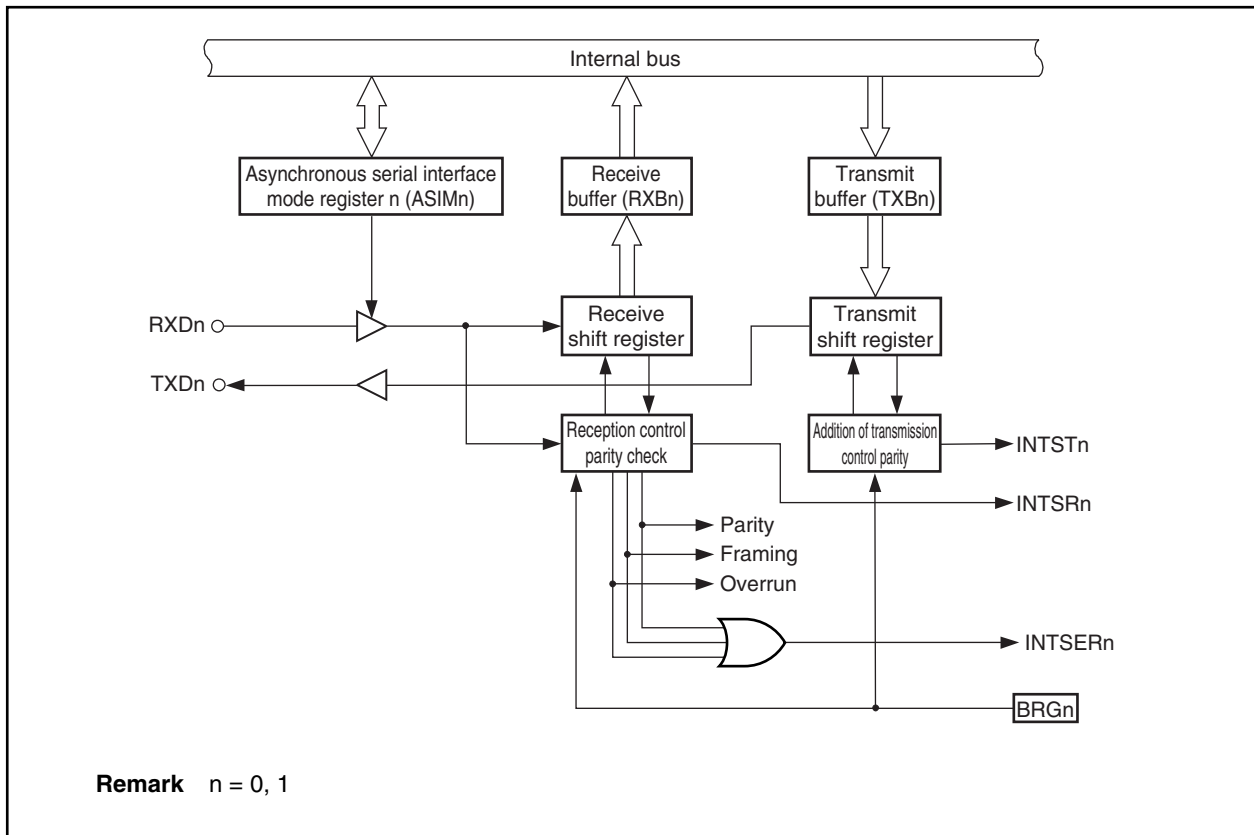 Internal bus
Asynchronous serial interface
mode register n (ASIMn)
Receive
buffer (RXBn)
Transmit
buffer (TXBn)
RXDn
Receive
shift register
Transmit
shift register
TXDn
Reception control
parity check
Addition of transmission
control parity
INTSTn
INTSRn
Parity
Framing
Overrun
INTSERn
BRGn
Remark n = 0, 1